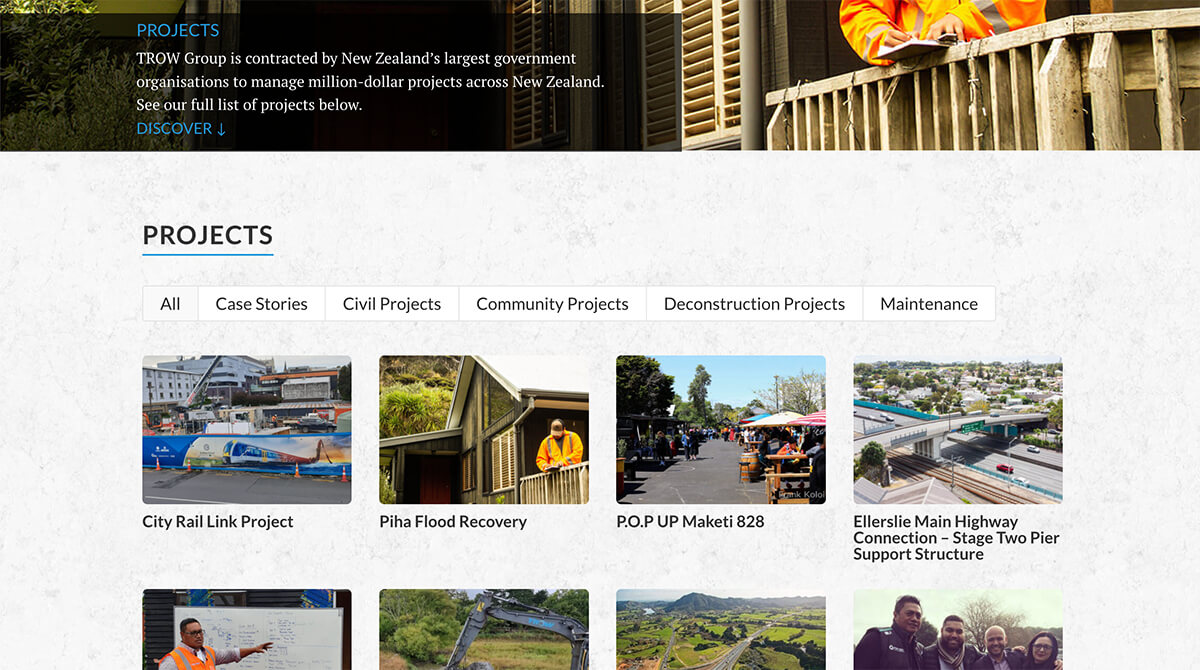 PROJECTS
TROW Group is contracted by New Zealand’s largest government
organisations to manage million-dollar projects across New Zealand.
See our full list of projects below.
DISCOVER ↓
PROJECTS
All
Case Stories
Civil Projects
Community Projects
Deconstruction Projects
Maintenance
Frank Koloi
City Rail Link Project
Piha Flood Recovery
P.O.P UP Maketi 828
Ellerslie Main Highway
Connection – Stage Two Pier
Support Structure
TROW